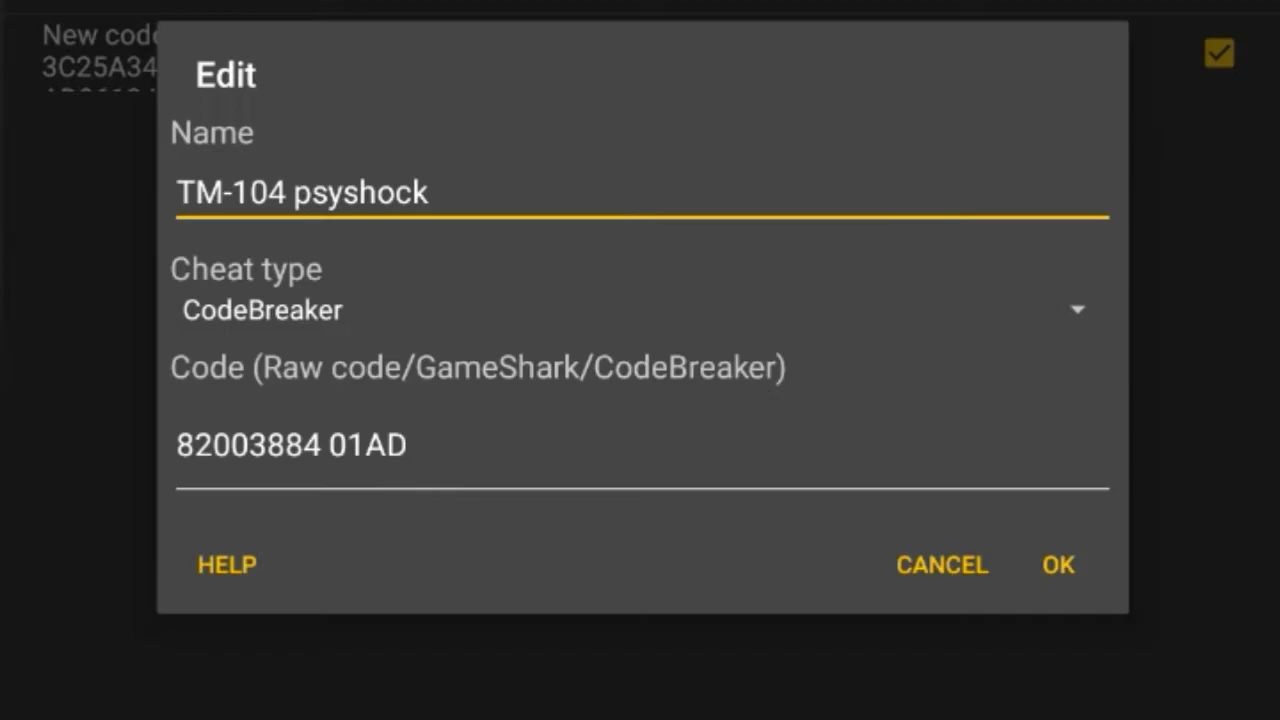 New code
3C25A34
Edit
Name
TM-104 psyshock
Cheat type
CodeBreaker
Code (Raw code/GameShark/CodeBreaker)
82003884 01AD
HELP
CANCEL
OK